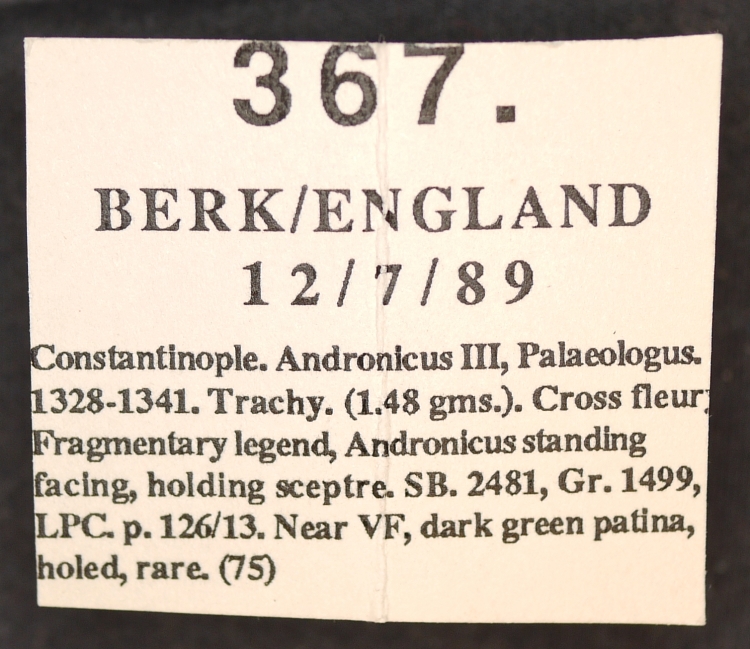 367.
BERK/ENGLAND
12/7/89
Constantinople. Andronicus III, Palaeologus.
1328-1341. Trachy. (1.48 gms.). Cross fleur;
Fragmentary legend, Andronicus standing
facing, holding sceptre. SB. 2481, Gr. 1499,
LPC. p. 126/13. Near VF, dark green patina,
holed, rare. (75)